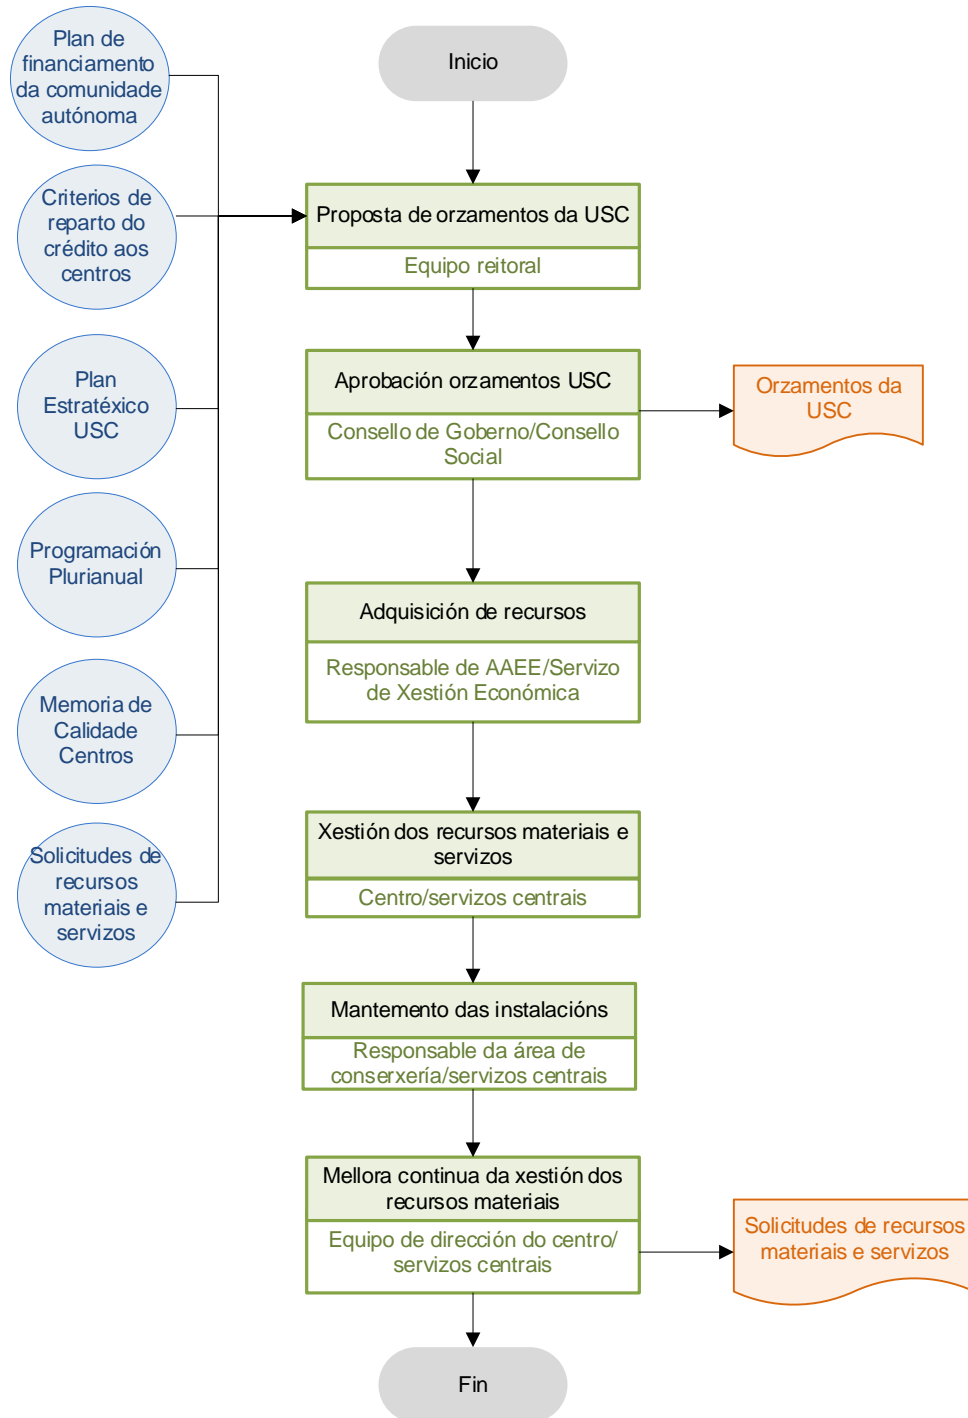 Plan de
financiamento
da comunidade
autónoma
Criterios de
reparto do
crédito aos
centros
Plan
Estratéxico
USC
Programación
Plurianual
Memoria de
Calidade
Centros
Solicitudes de
recursos
materiais e
servizos
Inicio
Proposta de orzamentos da USC
Equipo reitoral
Aprobación orzamentos USC
Consello de Goberno/Consello
Social
Orzamentos da
USC
Adquisición de recursos
Responsable de AAEE/Servizo
de Xestión Económica
Xestión dos recursos materiais e
servizos
Centro/servizos centrais
Mantemento das instalacións
Responsable da área de
conserxería/servizos centrais
Mellora continua da xestión dos
recursos materiais
Equipo de dirección do centro/
servizos centrais
Solicitudes de recursos
materiais e servizos
Fin